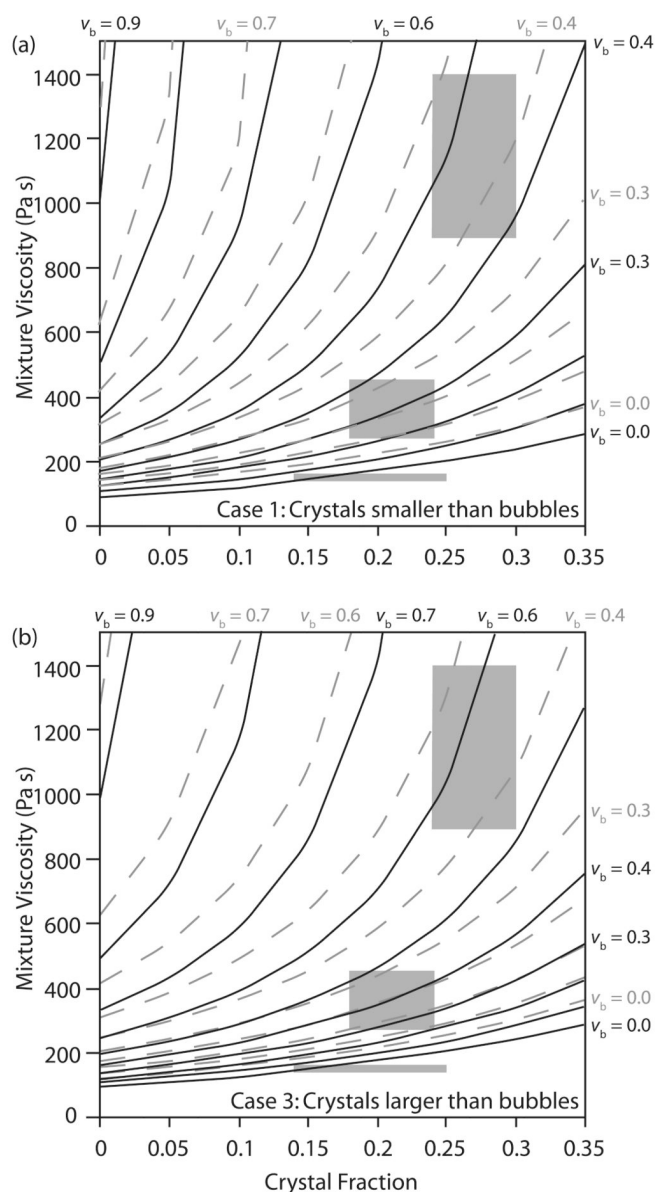 v_b = 0.9 v_b = 0.7 v_b = 0.6 v_b = 0.4
(a)
v_b = 0.4
1400
1200
1000
v_b = 0.3
800
v_b = 0.3
600
400
v_b = 0.0
v_b = 0.0
200
0
Mixture Viscosity (Pa s)
Case 1: Crystals smaller than bubbles
0 0.05 0.1 0.15 0.2 0.25 0.3 0.35
v_b = 0.9 v_b = 0.7 v_b = 0.6 v_b = 0.7 v_b = 0.6 v_b = 0.4
(b)
1400
1200
1000
v_b = 0.3
800
v_b = 0.4
600
v_b = 0.3
400
v_b = 0.0
v_b = 0.0
200
0
Mixture Viscosity (Pa s)
Case 3: Crystals larger than bubbles
0 0.05 0.1 0.15 0.2 0.25 0.3 0.35
Crystal Fraction